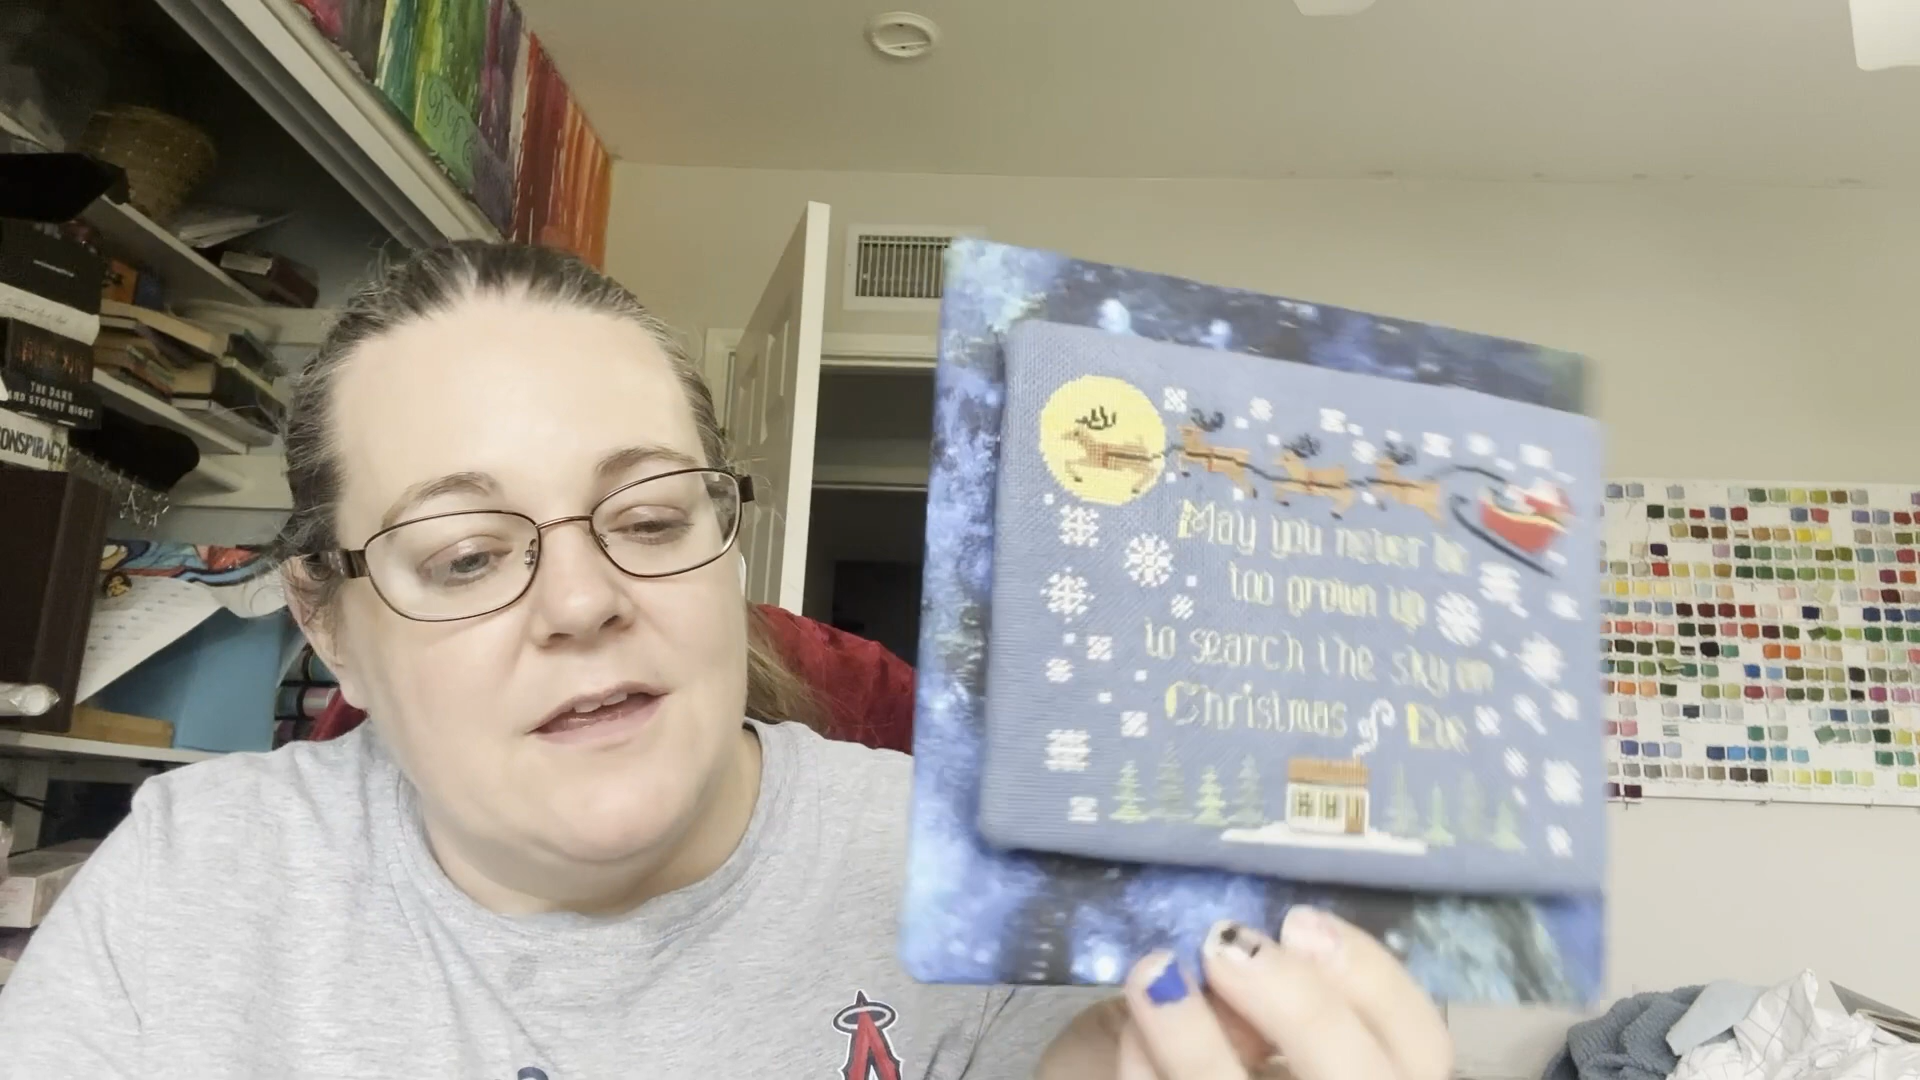 THE DARK
AND STORMY NIGHT
CONSPIRACY
May you never be
too grown up
to search the sky on
Christmas Eve